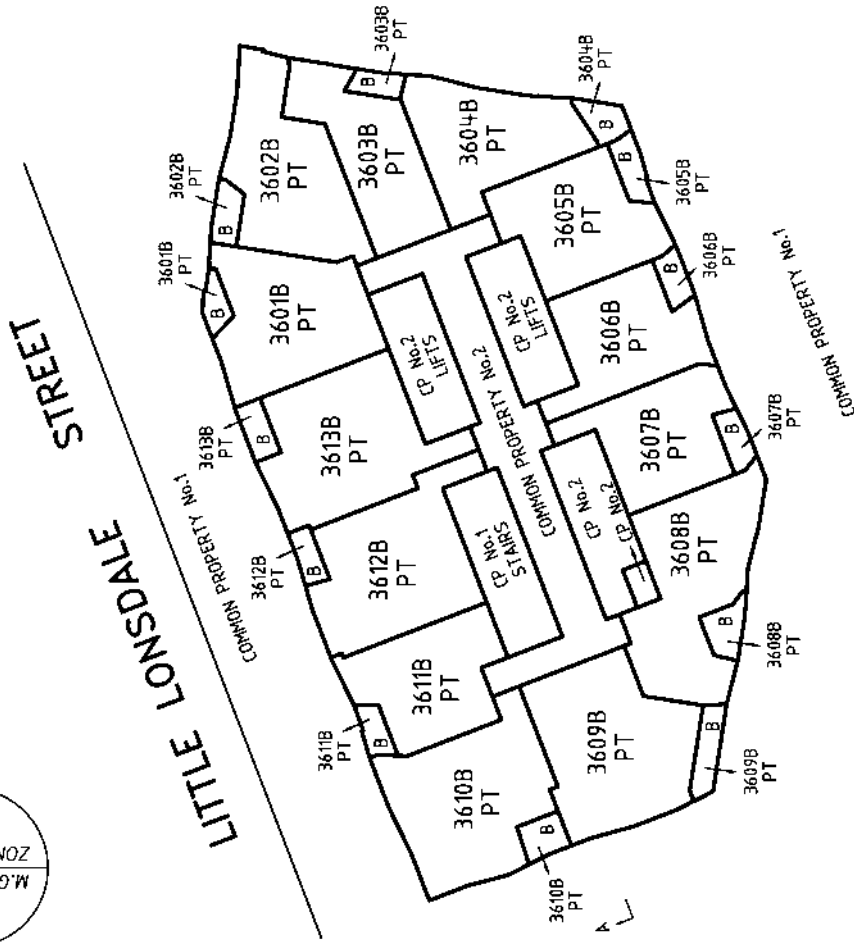 3603B
PT
B
3604B
PT
B
3602B
PT
B
3602B
PT
3603B
PT
3604B
PT
3601B
PT
B
3601B
PT
3605B
PT
B
3605B
PT
STREET
3606B
PT
B
3606B
PT
CP No.2
LIFTS
CP No.2
LIFTS
COMMON PROPERTY No.2
COMMON PROPERTY No.1
3613B
PT
B
3613B
PT
3607B
PT
B
3607B
PT
COMMON PROPERTY No.1
LITTLE LONSDALE
3612B
PT
B
3612B
PT
CP No.1
STAIRS
CP No.2
CP No.2
3608B
PT
B
3608B
PT
3611B
PT
B
3611B
PT
3609B
PT
B
3609B
PT
3610B
PT
B
3610B
PT
A
M.G
ZON